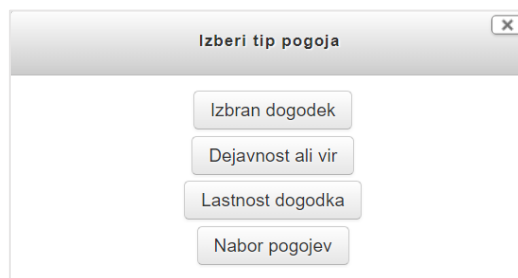 Izberi tip pogoja
Izbran dogodek
Dejavnost ali vir
Lastnost dogodka
Nabor pogojev